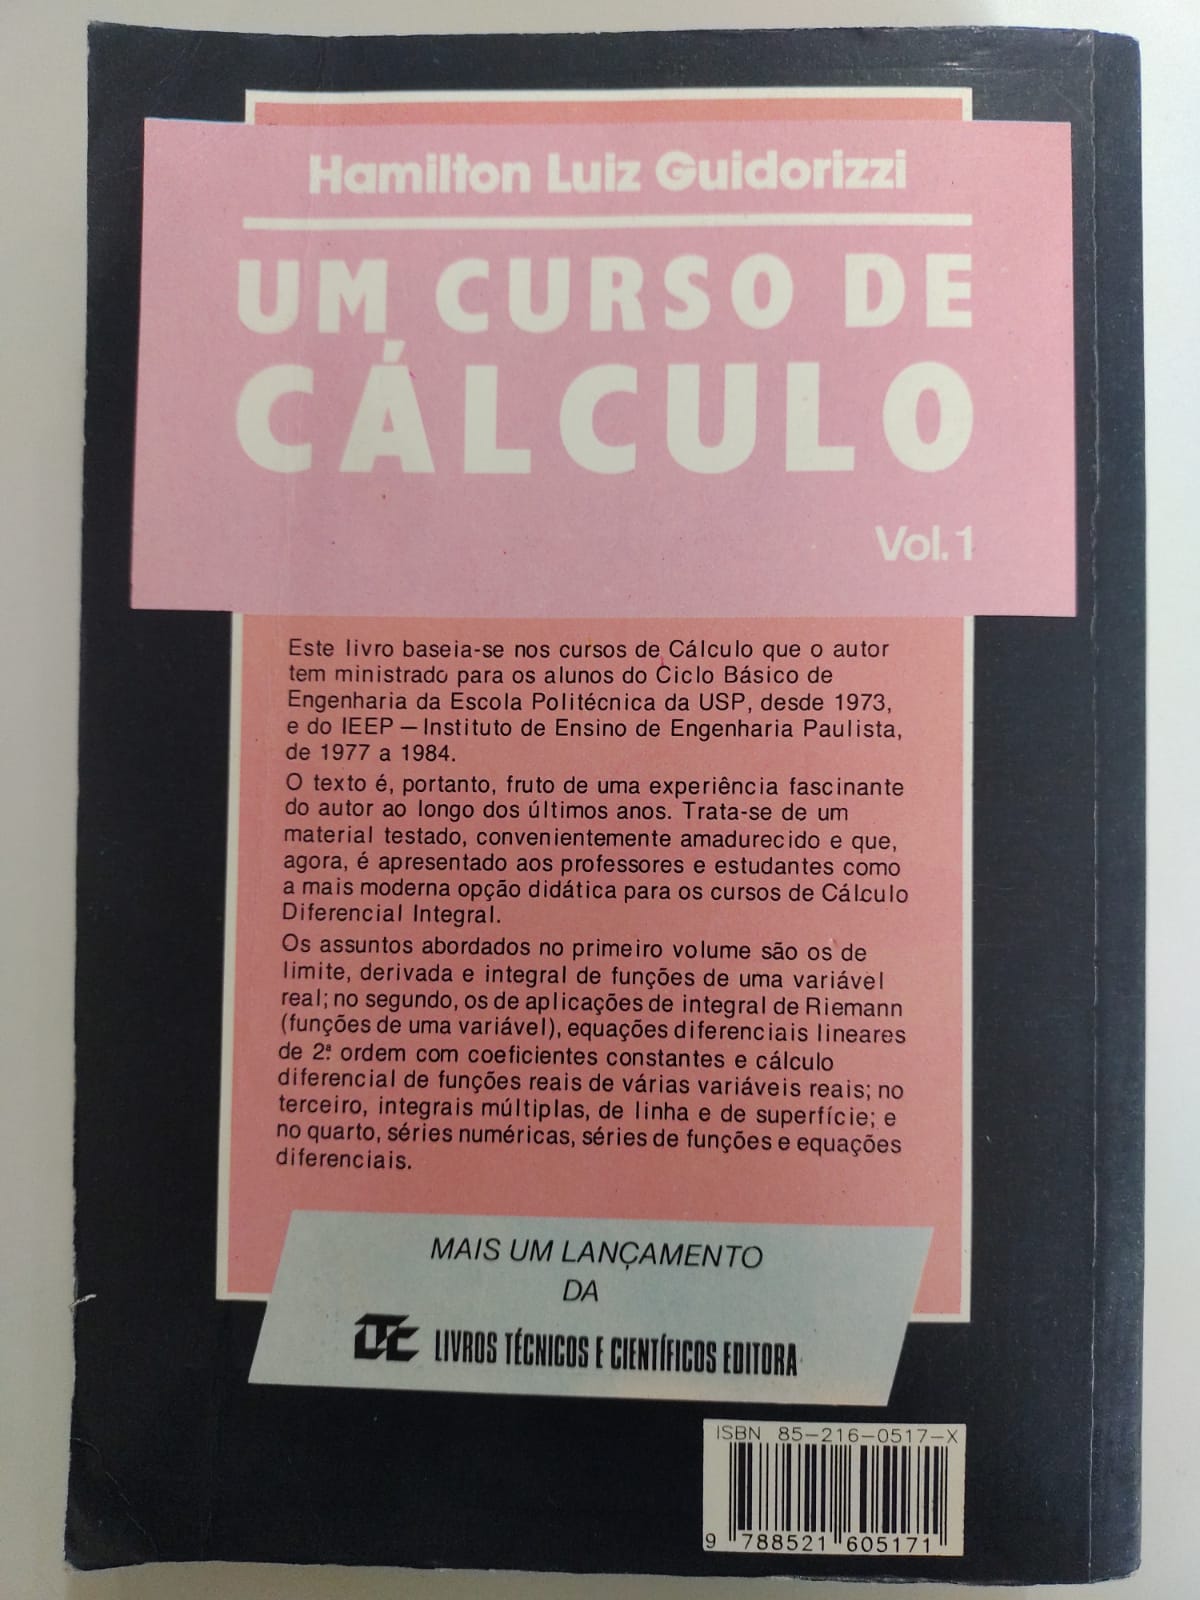 Hamilton Luiz Guidorizzi
UM CURSO DE
CÁLCULO
Vol. 1
Este livro baseia-se nos cursos de Cálculo que o autor
tem ministrado para os alunos do Ciclo Básico de
Engenharia da Escola Politécnica da USP, desde 1973,
e do IEEP — Instituto de Ensino de Engenharia Paulista,
de 1977 a 1984.
O texto é, portanto, fruto de uma experiência fascinante
do autor ao longo dos últimos anos. Trata-se de um
material testado, convenientemente amadurecido e que,
agora, é apresentado aos professores e estudantes como
a mais moderna opção didática para os cursos de Cálculo
Diferencial Integral.
Os assuntos abordados no primeiro volume são os de
limite, derivada e integral de funções de uma variável
real; no segundo, os de aplicações de integral de Riemann
(funções de uma variável), equações diferenciais lineares
de 2ª ordem com coeficientes constantes e cálculo
diferencial de funções reais de várias variáveis reais; no
terceiro, integrais múltiplas, de linha e de superfície; e
no quarto, séries numéricas, séries de funções e equações
diferenciais.
MAIS UM LANÇAMENTO
DA
LTC LIVROS TÉCNICOS E CIENTÍFICOS EDITORA
ISBN 85-216-0517-X
9 788521 605171